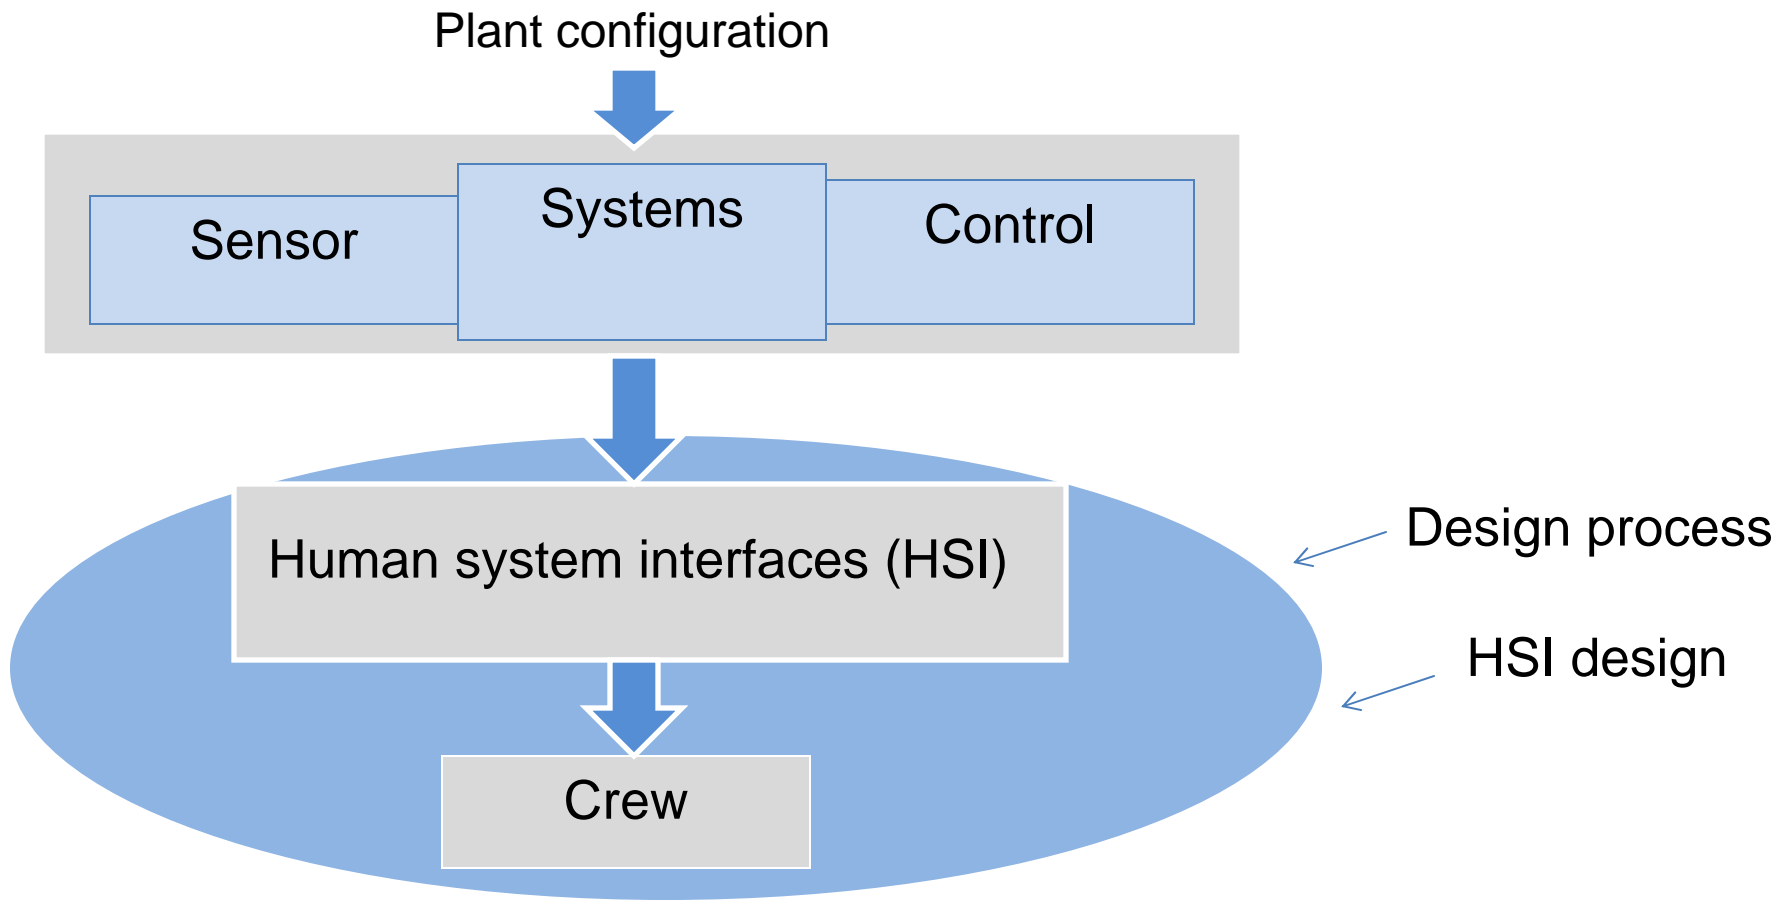 Plant configuration
Sensor
Systems
Control
Human system interfaces (HSI)
Design process
HSI design
Crew